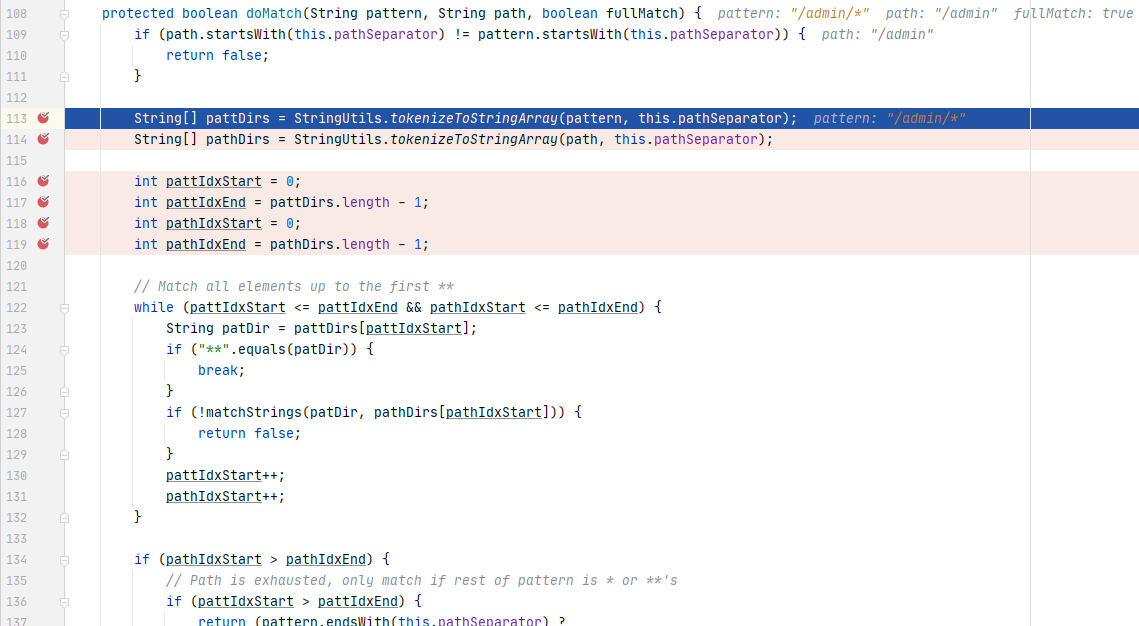 108 protected boolean doMatch(String pattern, String path, boolean fullMatch) { pattern: "/admin/*" path: "/admin" fullMatch: true
109 if (path.startsWith(this.pathSeparator) != pattern.startsWith(this.pathSeparator)) { path: "/admin"
110 return false;
111 }
112
113 String[] pattDirs = StringUtils.tokenizeToStringArray(pattern, this.pathSeparator); pattern: "/admin/*"
114 String[] pathDirs = StringUtils.tokenizeToStringArray(path, this.pathSeparator);
115
116 int pattIdxStart = 0;
117 int pattIdxEnd = pattDirs.length - 1;
118 int pathIdxStart = 0;
119 int pathIdxEnd = pathDirs.length - 1;
120
121 // Match all elements up to the first **
122 while (pattIdxStart <= pattIdxEnd && pathIdxStart <= pathIdxEnd) {
123 String patDir = pattDirs[pattIdxStart];
124 if ("**".equals(patDir)) {
125 break;
126 }
127 if (!matchStrings(patDir, pathDirs[pathIdxStart])) {
128 return false;
129 }
130 pattIdxStart++;
131 pathIdxStart++;
132 }
133
134 if (pathIdxStart > pathIdxEnd) {
135 // Path is exhausted, only match if rest of pattern is * or **'s
136 if (pattIdxStart > pattIdxEnd) {
137 return (pattern.endsWith(this.pathSeparator) ?